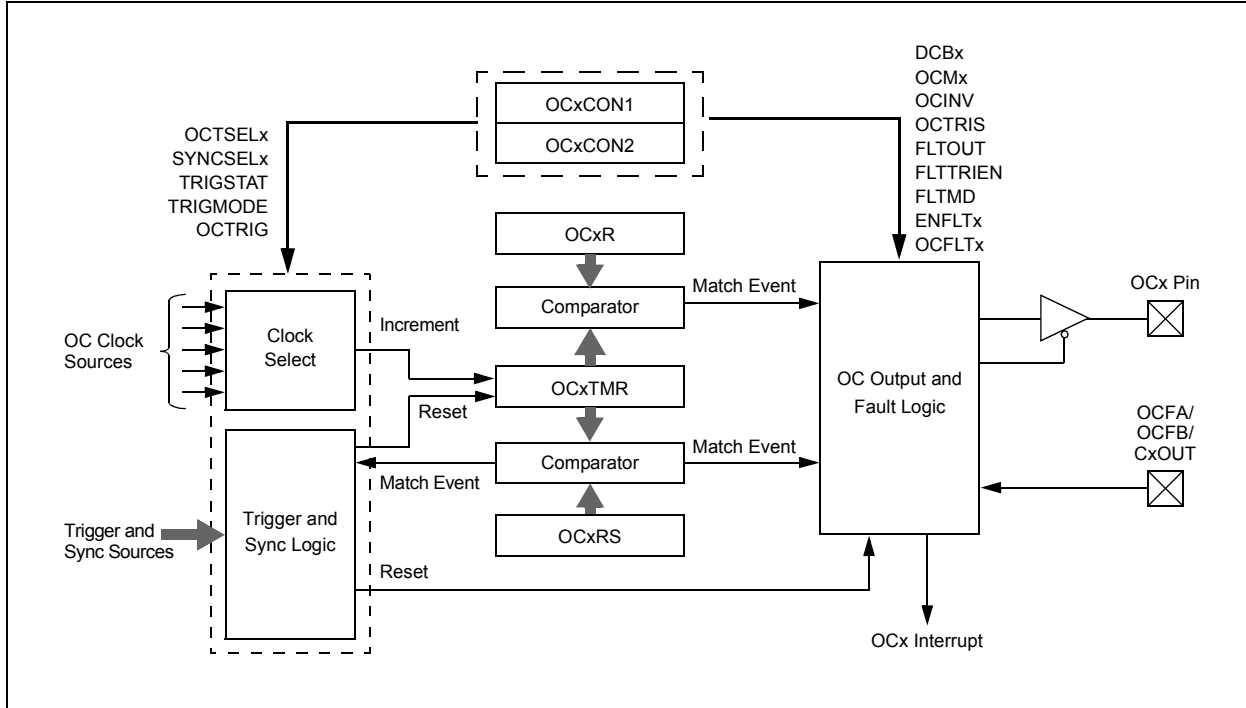 OCxCON1
OCxCON2
OCTSELx
SYNCSELx
TRIGSTAT
TRIGMODE
OCTRIG
DCBx
OCMx
OCINV
OCTRIS
FLTOUT
FLTTRIEN
FLTMD
ENFLTx
OCFLTx
OCxR
Comparator
Match Event
OC Clock
Sources
Clock
Select
Increment
OCxTMR
Reset
Comparator
Match Event
Match Event
OCxRS
Trigger and
Sync Sources
Trigger and
Sync Logic
Reset
OC Output and
Fault Logic
OCx Pin
OCFA/
OCFB/
CxOUT
OCx Interrupt